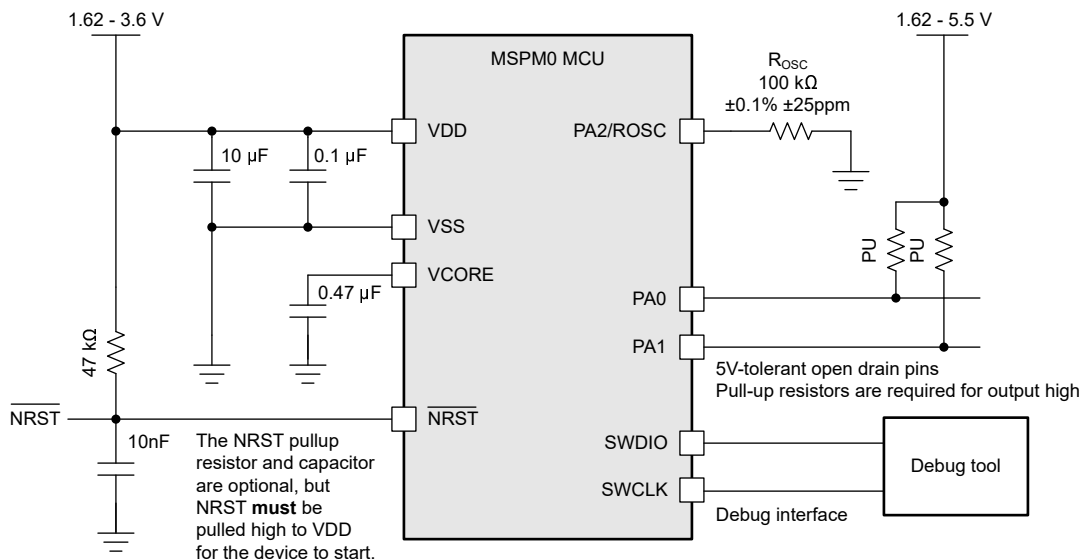 1.62 - 3.6 V
1.62 - 5.5 V
MSPM0 MCU
R_OSC
100 kΩ
±0.1% ±25ppm
VDD
PA2/ROSC
10 µF
0.1 µF
VSS
VCORE
0.47 µF
PU
PU
PA0
PA1
47 kΩ
5V-tolerant open drain pins
Pull-up resistors are required for output high
NRST
NRST
10nF
The NRST pullup
resistor and capacitor
are optional, but
NRST must be
pulled high to VDD
for the device to start.
SWDIO
SWCLK
Debug tool
Debug interface